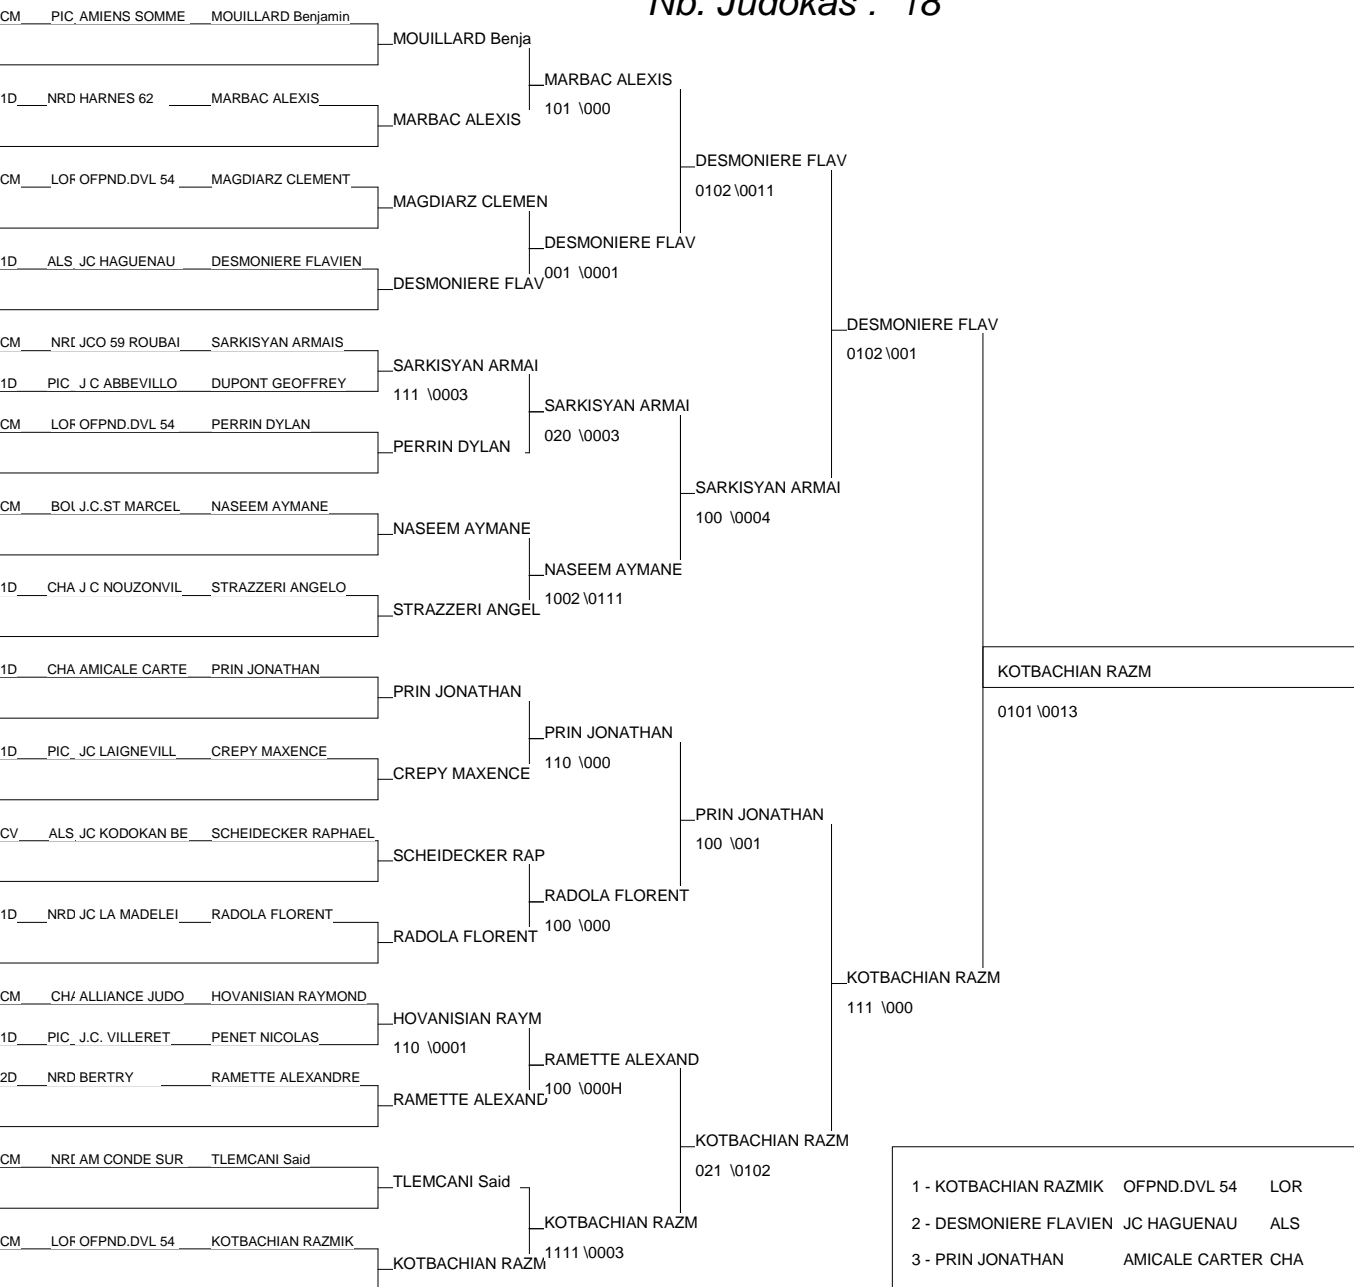 Nb. Judokas : 18
CM PIC AMIENS SOMME MOUILLARD Benjamin
MOUILLARD Benja
MARBAC ALEXIS
1D NRD HARNES 62 MARBAC ALEXIS
101 \000
MARBAC ALEXIS
DESMONIERE FLAV
CM LOR OFPND.DVL 54 MAGDIARZ CLEMENT
0102 \0011
MAGDIARZ CLEMEN
DESMONIERE FLAV
1D ALS JC HAGUENAU DESMONIERE FLAVIEN
001 \0001
DESMONIERE FLAV
DESMONIERE FLAV
CM NRD JCO 59 ROUBAI SARKISYAN ARMAIS
0102 \001
SARKISYAN ARMAI
1D PIC J C ABBEVILLO DUPONT GEOFFREY
111 \0003
SARKISYAN ARMAI
CM LOR OFPND.DVL 54 PERRIN DYLAN
020 \0003
PERRIN DYLAN
SARKISYAN ARMAI
CM BOU J.C.ST MARCEL NASEEM AYMANE
100 \0004
NASEEM AYMANE
NASEEM AYMANE
1D CHA J C NOUZONVIL STRAZZERI ANGELO
1002 \0111
STRAZZERI ANGEL
1D CHA AMICALE CARTE PRIN JONATHAN
KOTBACHIAN RAZM
PRIN JONATHAN
0101 \0013
PRIN JONATHAN
1D PIC JC LAIGNEVILL CREPY MAXENCE
110 \000
CREPY MAXENCE
PRIN JONATHAN
CV ALS JC KODOKAN BE SCHEIDECKER RAPHAEL
100 \001
SCHEIDECKER RAP
RADOLA FLORENT
1D NRD JC LA MADELEI RADOLA FLORENT
100 \000
RADOLA FLORENT
KOTBACHIAN RAZM
CM CHA ALLIANCE JUDO HOVANISIAN RAYMOND
111 \000
HOVANISIAN RAYM
1D PIC J.C. VILLERET PENET NICOLAS
110 \0001
RAMETTE ALEXAND
2D NRD BERTRY RAMETTE ALEXANDRE
100 \000H
RAMETTE ALEXAND
KOTBACHIAN RAZM
CM NRD AM CONDE SUR TLEMCANI Said
021 \0102
TLEMCANI Said
1 - KOTBACHIAN RAZMIK OFPND.DVL 54 LOR
KOTBACHIAN RAZM
2 - DESMONIERE FLAVIEN JC HAGUENAU ALS
CM LOR OFPND.DVL 54 KOTBACHIAN RAZMIK
1111 \0003
KOTBACHIAN RAZM
3 - PRIN JONATHAN AMICALE CARTER CHA